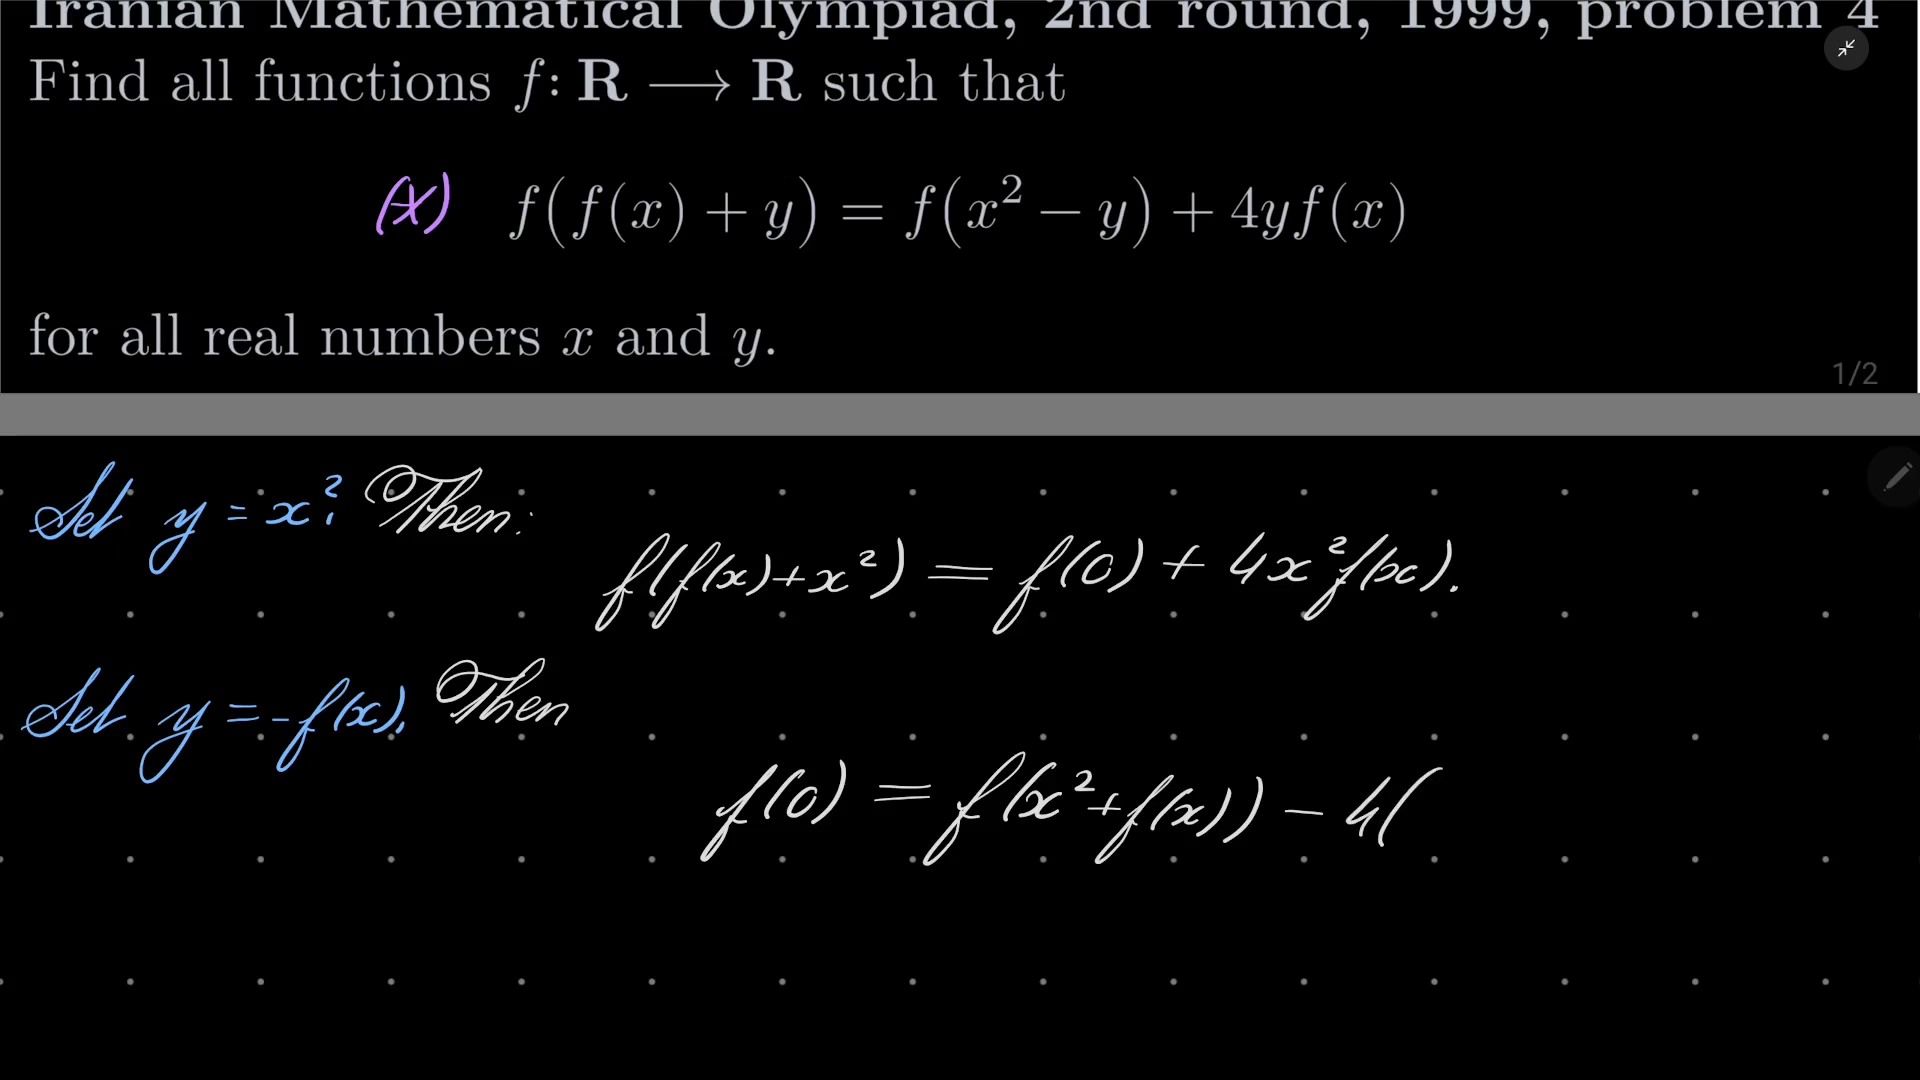 Iranian Mathematical Olympiad, 2nd round, 1999, problem 4
Find all functions f: R ⟶ R such that
(*) f(f(x) + y) = f(x² − y) + 4yf(x)
for all real numbers x and y.
1/2
Set y = x². Then:
f(f(x)+x²) = f(0) + 4x²f(x).
Set y = -f(x). Then
f(0) = f(x²+f(x)) − 4(